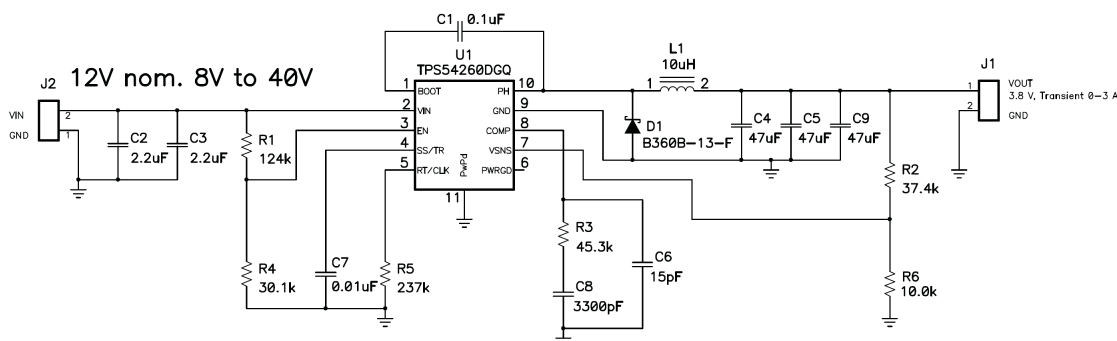 C1 0.1uF
U1
TPS54260DGQ
L1
10uH
J2 12V nom. 8V to 40V
J1
1 BOOT
PH 10
1 2
VIN 2
2 VIN
GND 9
1 VOUT
3.8 V, Transient 0-3 A
GND 1
3 EN
COMP 8
2 GND
C2
2.2uF
C3
2.2uF
R1
124k
4 SS/TR
VSNS 7
D1
B360B-13-F
C4
47uF
C5
47uF
C9
47uF
5 RT/CLK
PwPd
PWRGD 6
R2
37.4k
11
R3
45.3k
C6
15pF
R4
30.1k
C7
0.01uF
R5
237k
C8
3300pF
R6
10.0k